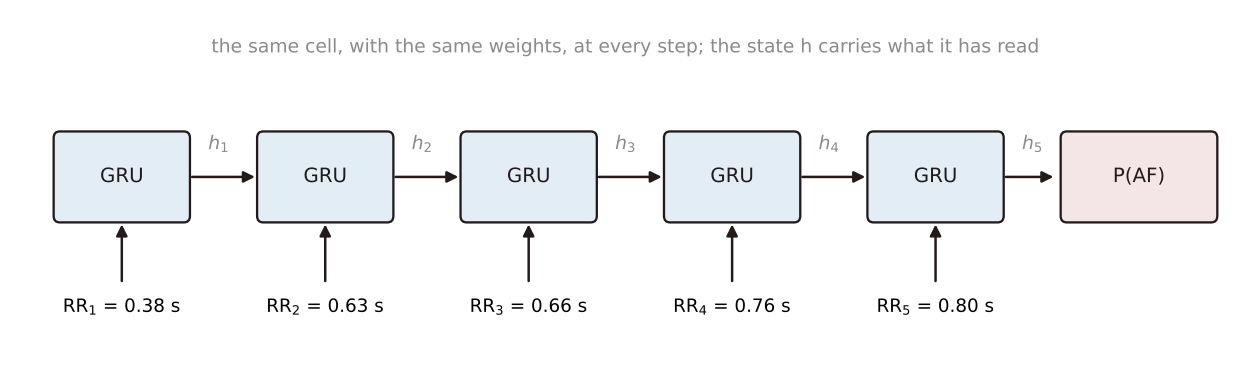 the same cell, with the same weights, at every step; the state h carries what it has read
h₁ h₂ h₃ h₄ h₅
GRU GRU GRU GRU GRU P(AF)
RR₁ = 0.38 s RR₂ = 0.63 s RR₃ = 0.66 s RR₄ = 0.76 s RR₅ = 0.80 s